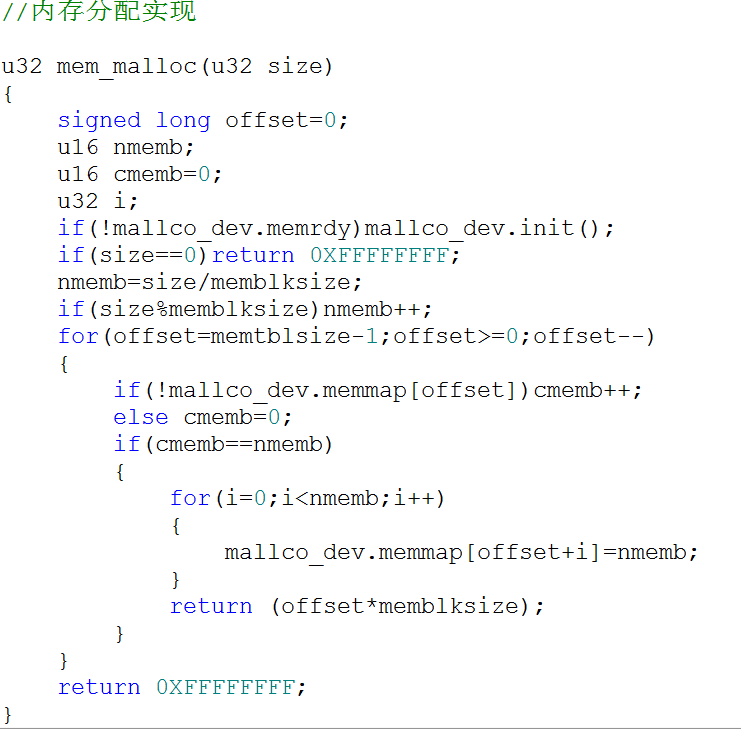 //内存分配实现
u32 mem_malloc(u32 size)
{
signed long offset=0;
u16 nmemb;
u16 cmemb=0;
u32 i;
if(!mallco_dev.memrdy)mallco_dev.init();
if(size==0)return 0XFFFFFFFF;
nmemb=size/memblksize;
if(size%memblksize)nmemb++;
for(offset=memtblsize-1;offset>=0;offset--)
{
if(!mallco_dev.memmap[offset])cmemb++;
else cmemb=0;
if(cmemb==nmemb)
{
for(i=0;i<nmemb;i++)
{
mallco_dev.memmap[offset+i]=nmemb;
}
return (offset*memblksize);
}
}
return 0XFFFFFFFF;
}